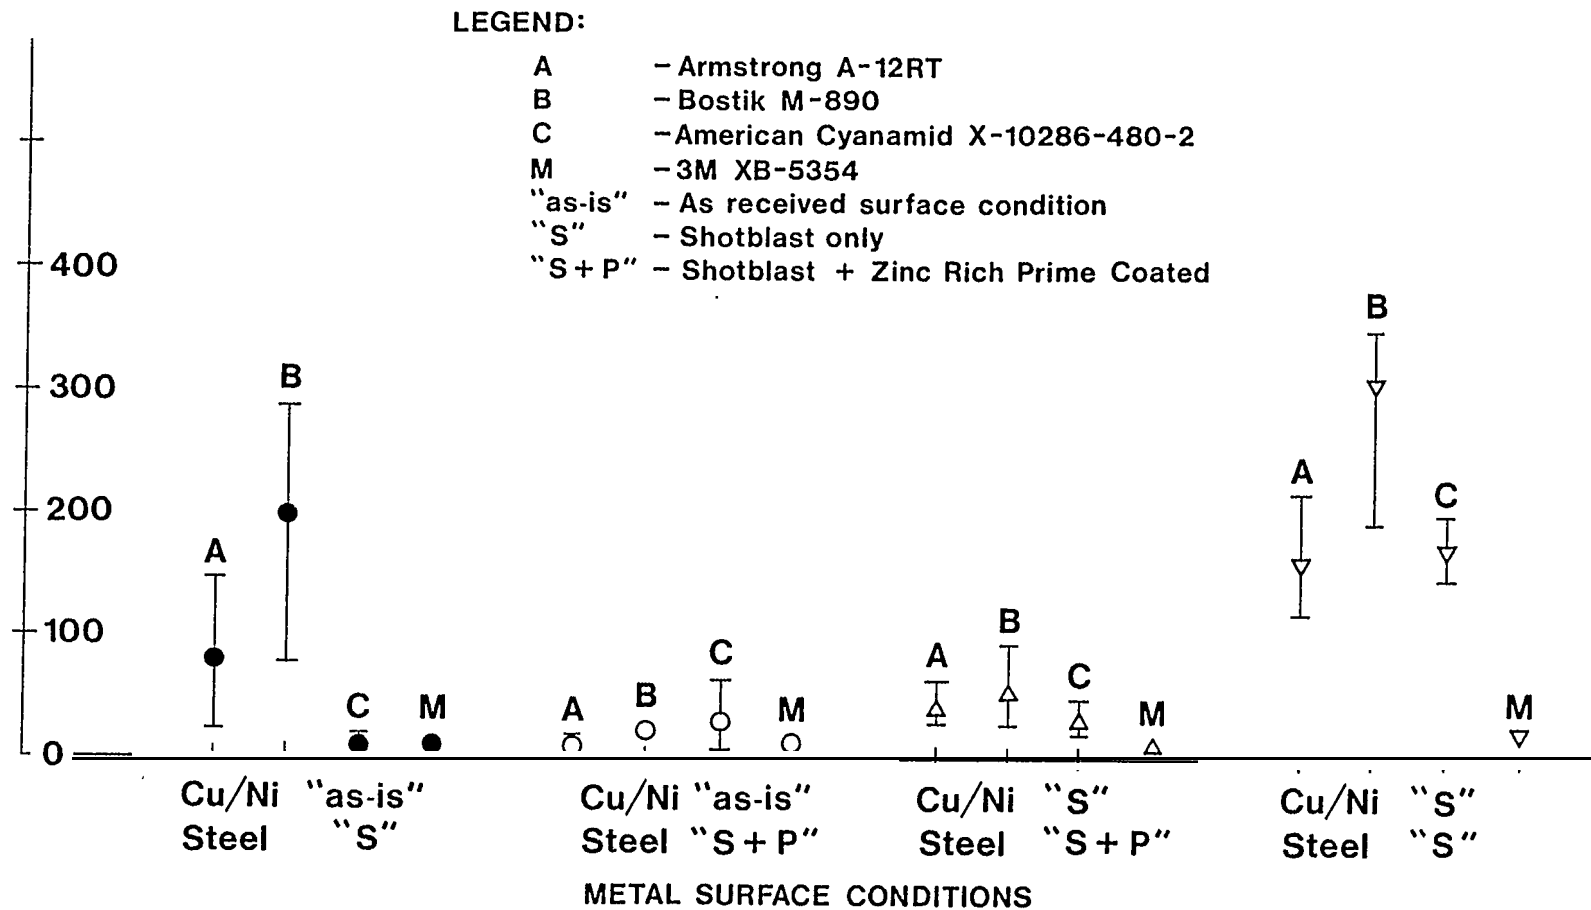 LEGEND:
A - Armstrong A-12RT
B - Bostik M-890
C - American Cyanamid X-10286-480-2
M - 3M XB-5354
"as-is" - As received surface condition
"S" - Shotblast only
"S+P" - Shotblast + Zinc Rich Prime Coated
400
300
200
100
0
A
B
C
M
A
B
C
M
A
B
C
M
A
B
C
M
Cu/Ni "as-is"
Steel "S"
Cu/Ni "as-is"
Steel "S+P"
Cu/Ni "S"
Steel "S+P"
Cu/Ni "S"
Steel "S"
METAL SURFACE CONDITIONS